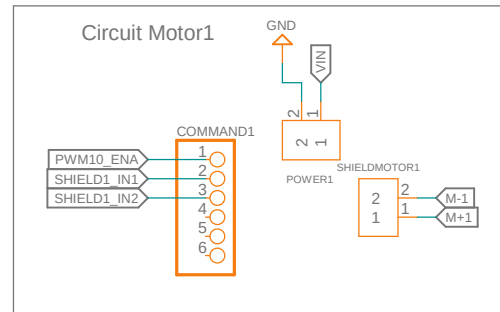 Circuit Motor1
GND
VIN
2 1
2 1
POWER1
COMMAND1
PWM10_ENA 1
SHIELD1_IN1 2
SHIELD1_IN2 3
4
5
6
SHIELDMOTOR1
2 2 M-1
1 1 M+1